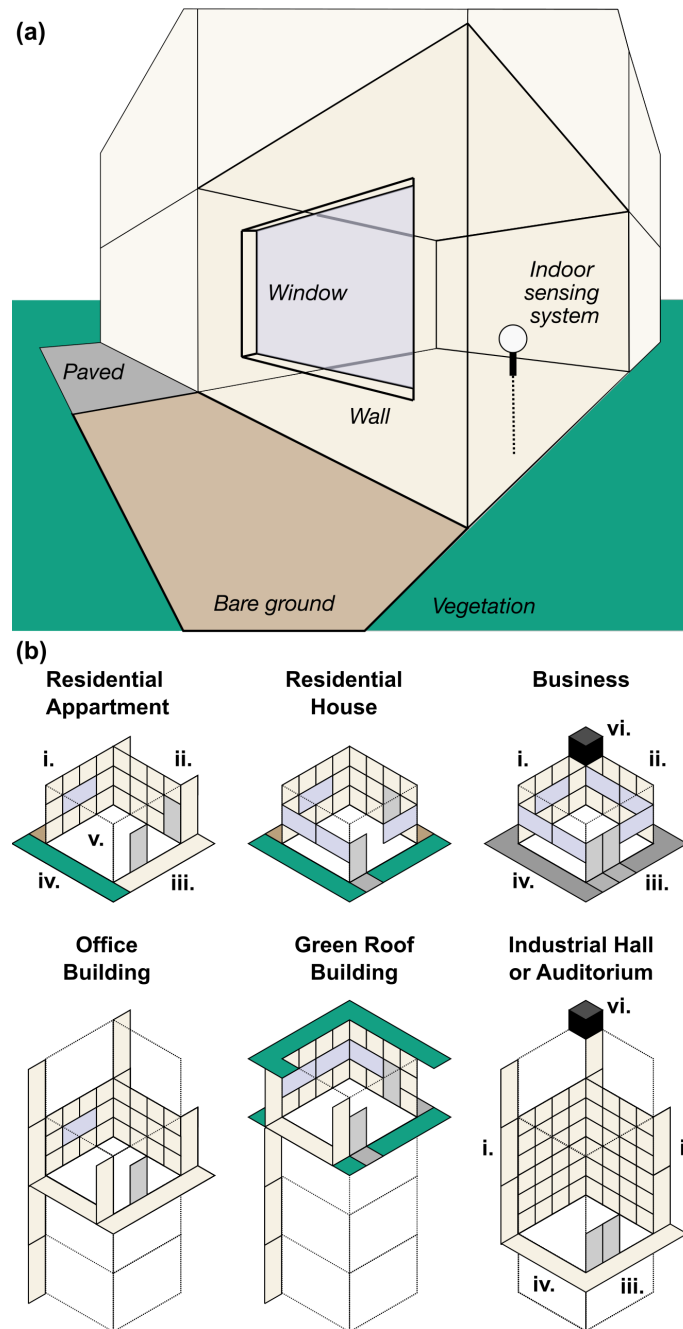 (a)
Window
Indoor
sensing
system
Paved
Wall
Bare ground
Vegetation
(b)
Residential
Appartment
Residential
House
Business
i.
ii.
v.
iv.
iii.
vi.
i.
ii.
iv.
iii.
Office
Building
Green Roof
Building
Industrial Hall
or Auditorium
vi.
i.
i
iv.
iii.